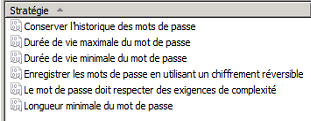 Stratégie
Conserver l'historique des mots de passe
Durée de vie maximale du mot de passe
Durée de vie minimale du mot de passe
Enregistrer les mots de passe en utilisant un chiffrement réversible
Le mot de passe doit respecter des exigences de complexité
Longueur minimale du mot de passe